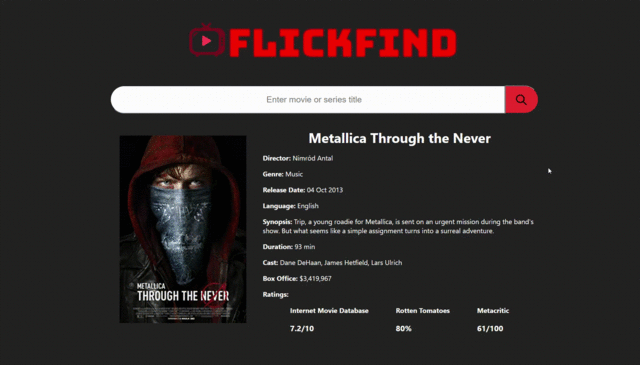 FLICKFIND
Enter movie or series title
Metallica Through the Never
Director: Nimród Antal
Genre: Music
Release Date: 04 Oct 2013
Language: English
Synopsis: Trip, a young roadie for Metallica, is sent on an urgent mission during the band's
show. But what seems like a simple assignment turns into a surreal adventure.
Duration: 93 min
Cast: Dane DeHaan, James Hetfield, Lars Ulrich
Box Office: $3,419,967
Ratings:
Internet Movie Database Rotten Tomatoes Metacritic
7.2/10 80% 61/100
METALLICA
THROUGH THE NEVER